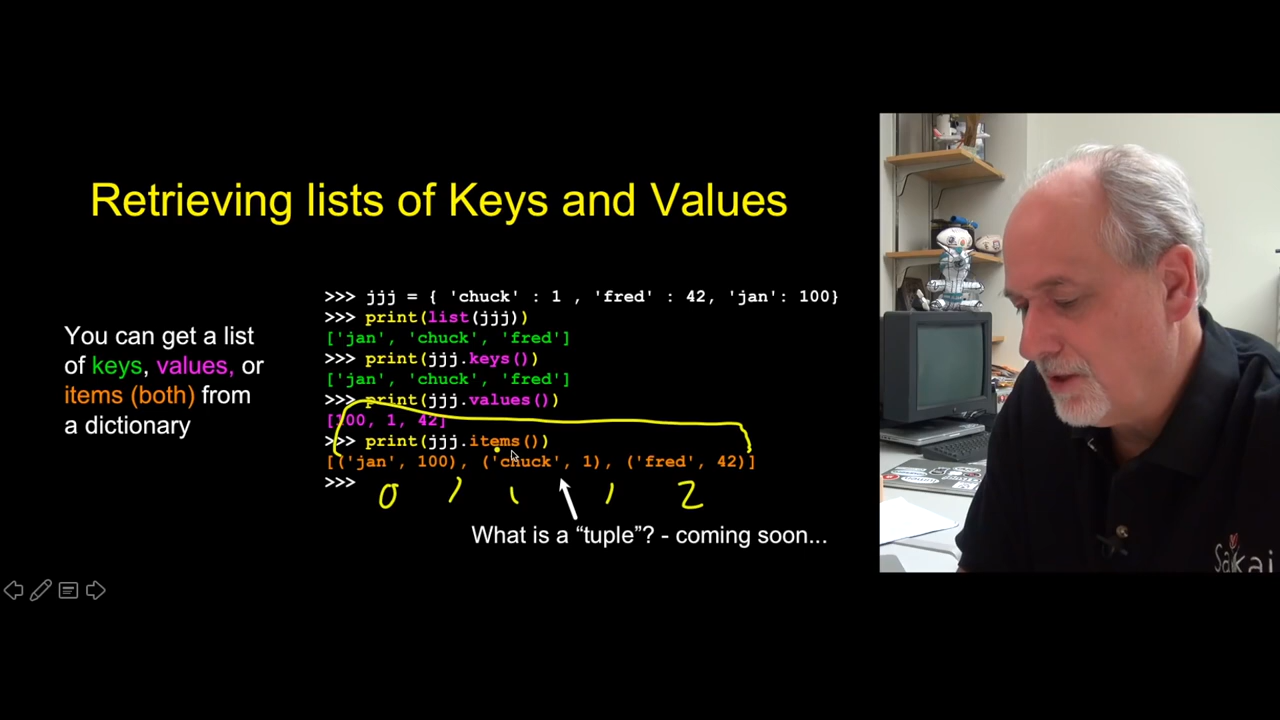 Retrieving lists of Keys and Values
You can get a list
of keys, values, or
items (both) from
a dictionary
>>> jjj = { 'chuck' : 1 , 'fred' : 42, 'jan': 100}
>>> print(list(jjj))
['jan', 'chuck', 'fred']
>>> print(jjj.keys())
['jan', 'chuck', 'fred']
>>> print(jjj.values())
[100, 1, 42]
>>> print(jjj.items())
[('jan', 100), ('chuck', 1), ('fred', 42)]
>>>
0 , 1 , 2
What is a “tuple”? - coming soon...
Sakai